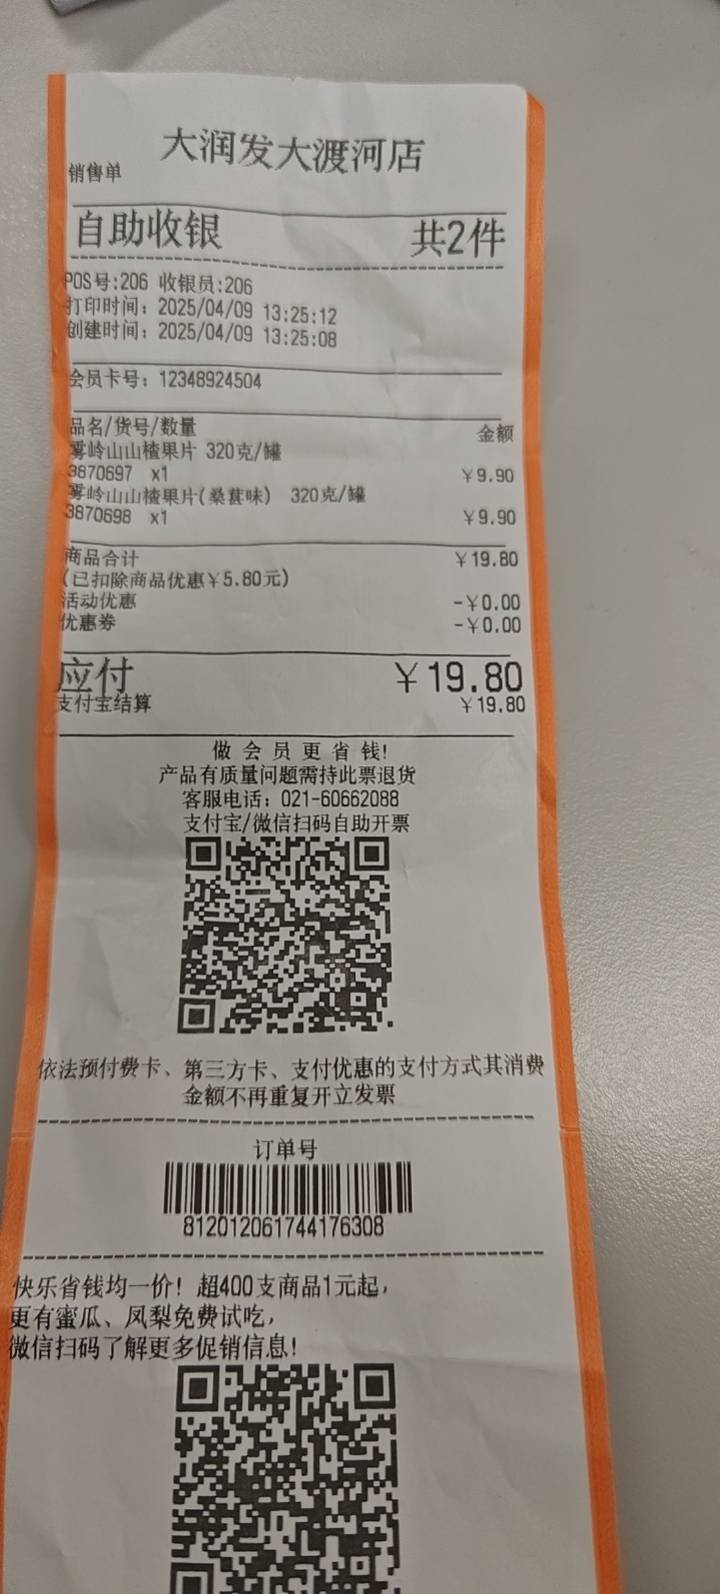 大润发大渡河店
销售单
自助收银 共2件
POS号:206 收银员:206
打印时间: 2025/04/09 13:25:12
创建时间: 2025/04/09 13:25:08
会员卡号: 12348924504
品名/货号/数量 金额
雾岭山山楂果片 320克/罐
3870697 x1 ¥9.90
雾岭山山楂果片(桑葚味) 320克/罐
3870698 x1 ¥9.90
商品合计 ¥19.80
(已扣除商品优惠¥5.80元)
活动优惠 -¥0.00
优惠券 -¥0.00
应付 ¥19.80
支付宝结算 ¥19.80
做 会 员 更 省 钱!
产品有质量问题需持此票退货
客服电话: 021-60662088
支付宝/微信扫码自助开票
依法预付费卡、第三方卡、支付优惠的支付方式其消费
金额不再重复开立发票
订单号
812012061744176308
快乐省钱均一价! 超400支商品1元起,
更有蜜瓜、凤梨免费试吃,
微信扫码了解更多促销信息!